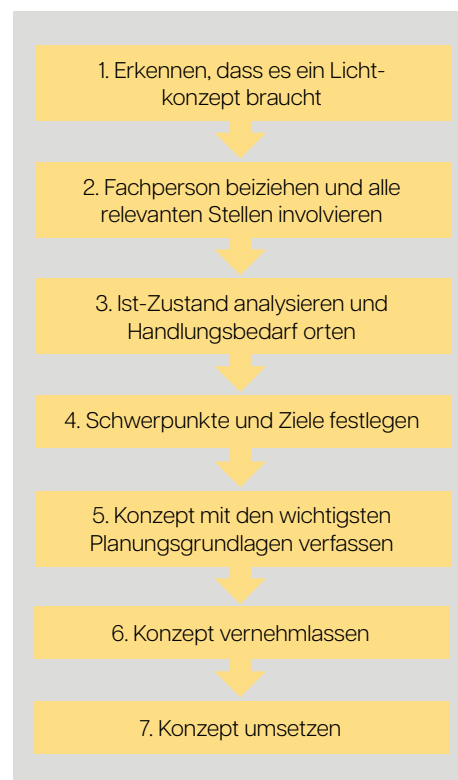 1. Erkennen, dass es ein Licht-
konzept braucht
2. Fachperson beiziehen und alle
relevanten Stellen involvieren
3. Ist-Zustand analysieren und
Handlungsbedarf orten
4. Schwerpunkte und Ziele festlegen
5. Konzept mit den wichtigsten
Planungsgrundlagen verfassen
6. Konzept vernehmlassen
7. Konzept umsetzen